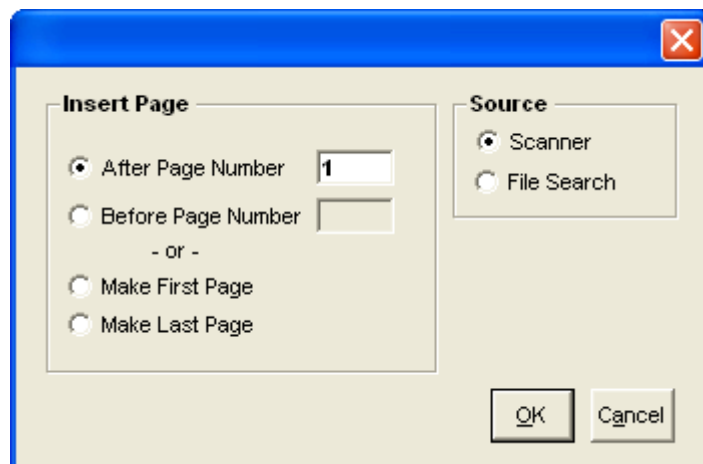 Insert Page
After Page Number 1
Before Page Number
- or -
Make First Page
Make Last Page
Source
Scanner
File Search
OK
Cancel